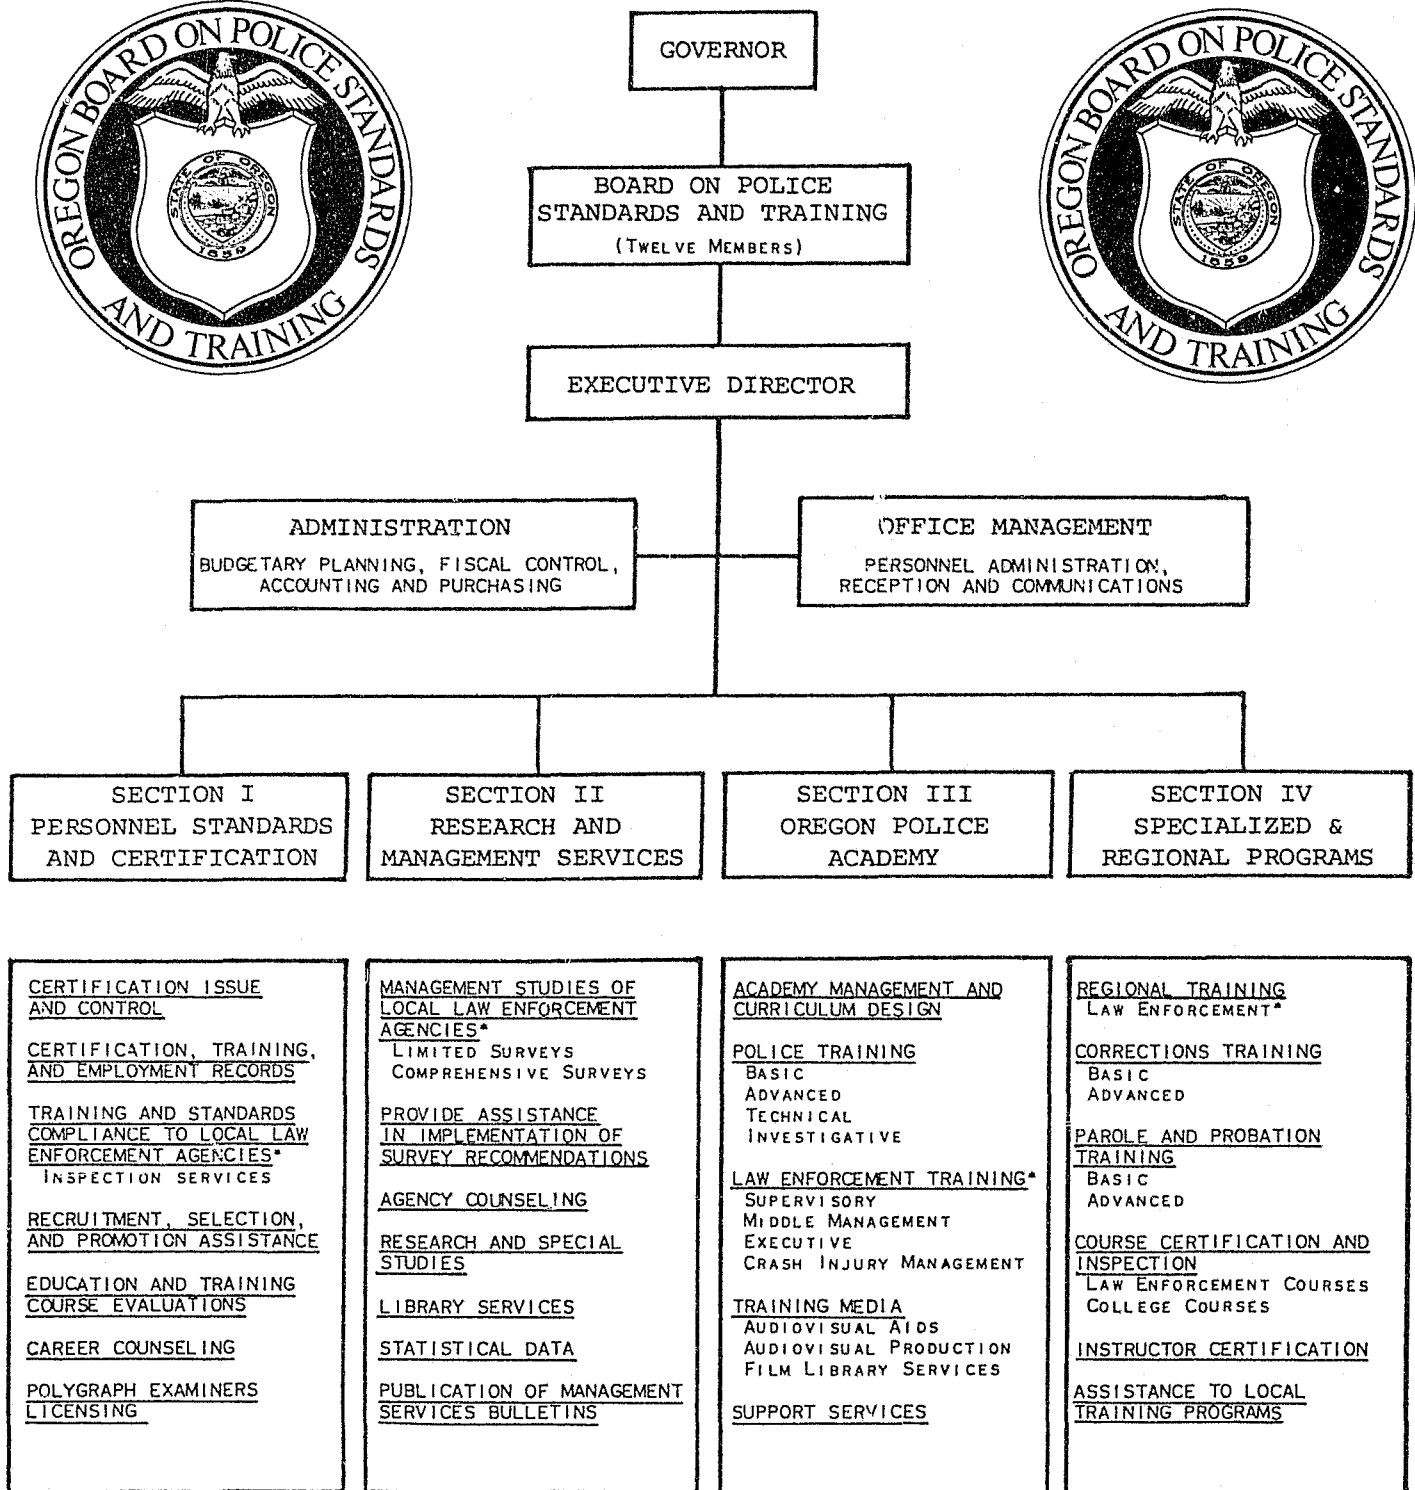 OREGON BOARD ON POLICE STANDARDS
AND TRAINING
STATE OF OREGON
1859
GOVERNOR
OREGON BOARD ON POLICE STANDARDS
AND TRAINING
STATE OF OREGON
1859
BOARD ON POLICE
STANDARDS AND TRAINING
(TWELVE MEMBERS)
EXECUTIVE DIRECTOR
ADMINISTRATION
BUDGETARY PLANNING, FISCAL CONTROL,
ACCOUNTING AND PURCHASING
OFFICE MANAGEMENT
PERSONNEL ADMINISTRATION,
RECEPTION AND COMMUNICATIONS
SECTION I
PERSONNEL STANDARDS
AND CERTIFICATION
SECTION II
RESEARCH AND
MANAGEMENT SERVICES
SECTION III
OREGON POLICE
ACADEMY
SECTION IV
SPECIALIZED &
REGIONAL PROGRAMS
CERTIFICATION ISSUE
AND CONTROL
CERTIFICATION, TRAINING,
AND EMPLOYMENT RECORDS
TRAINING AND STANDARDS
COMPLIANCE TO LOCAL LAW
ENFORCEMENT AGENCIES*
INSPECTION SERVICES
RECRUITMENT, SELECTION,
AND PROMOTION ASSISTANCE
EDUCATION AND TRAINING
COURSE EVALUATIONS
CAREER COUNSELING
POLYGRAPH EXAMINERS
LICENSING
MANAGEMENT STUDIES OF
LOCAL LAW ENFORCEMENT
AGENCIES*
LIMITED SURVEYS
COMPREHENSIVE SURVEYS
PROVIDE ASSISTANCE
IN IMPLEMENTATION OF
SURVEY RECOMMENDATIONS
AGENCY COUNSELING
RESEARCH AND SPECIAL
STUDIES
LIBRARY SERVICES
STATISTICAL DATA
PUBLICATION OF MANAGEMENT
SERVICES BULLETINS
ACADEMY MANAGEMENT AND
CURRICULUM DESIGN
POLICE TRAINING
BASIC
ADVANCED
TECHNICAL
INVESTIGATIVE
LAW ENFORCEMENT TRAINING*
SUPERVISORY
MIDDLE MANAGEMENT
EXECUTIVE
CRASH INJURY MANAGEMENT
TRAINING MEDIA
AUDIOVISUAL AIDS
AUDIOVISUAL PRODUCTION
FILM LIBRARY SERVICES
SUPPORT SERVICES
REGIONAL TRAINING
LAW ENFORCEMENT*
CORRECTIONS TRAINING
BASIC
ADVANCED
PAROLE AND PROBATION
TRAINING
BASIC
ADVANCED
COURSE CERTIFICATION AND
INSPECTION
LAW ENFORCEMENT COURSES
COLLEGE COURSES
INSTRUCTOR CERTIFICATION
ASSISTANCE TO LOCAL
TRAINING PROGRAMS